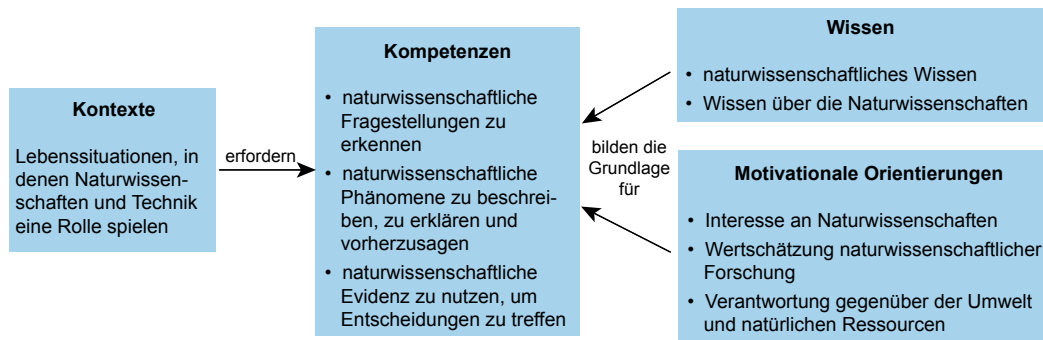 Kontexte
Lebenssituationen, in
denen Naturwissen-
schaften und Technik
eine Rolle spielen
erfordern
Kompetenzen
• naturwissenschaftliche
Fragestellungen zu
erkennen
• naturwissenschaftliche
Phänomene zu beschrei-
ben, zu erklären und
vorherzusagen
• naturwissenschaftliche
Evidenz zu nutzen, um
Entscheidungen zu treffen
bilden die
Grundlage
für
Wissen
• naturwissenschaftliches Wissen
• Wissen über die Naturwissenschaften
Motivationale Orientierungen
• Interesse an Naturwissenschaften
• Wertschätzung naturwissenschaftlicher
Forschung
• Verantwortung gegenüber der Umwelt
und natürlichen Ressourcen